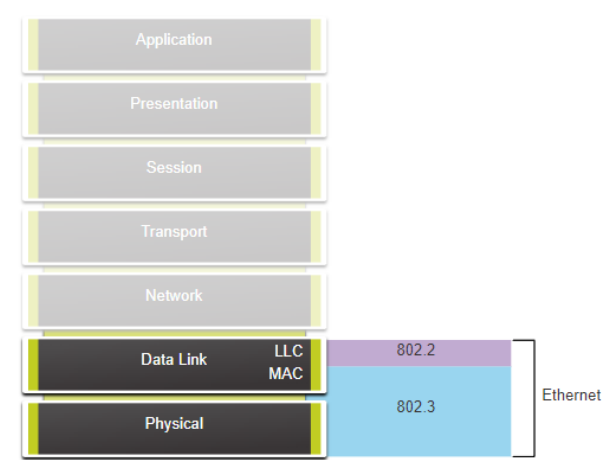 Application
Presentation
Session
Transport
Network
Data Link
LLC
MAC
802.2
Physical
802.3
Ethernet